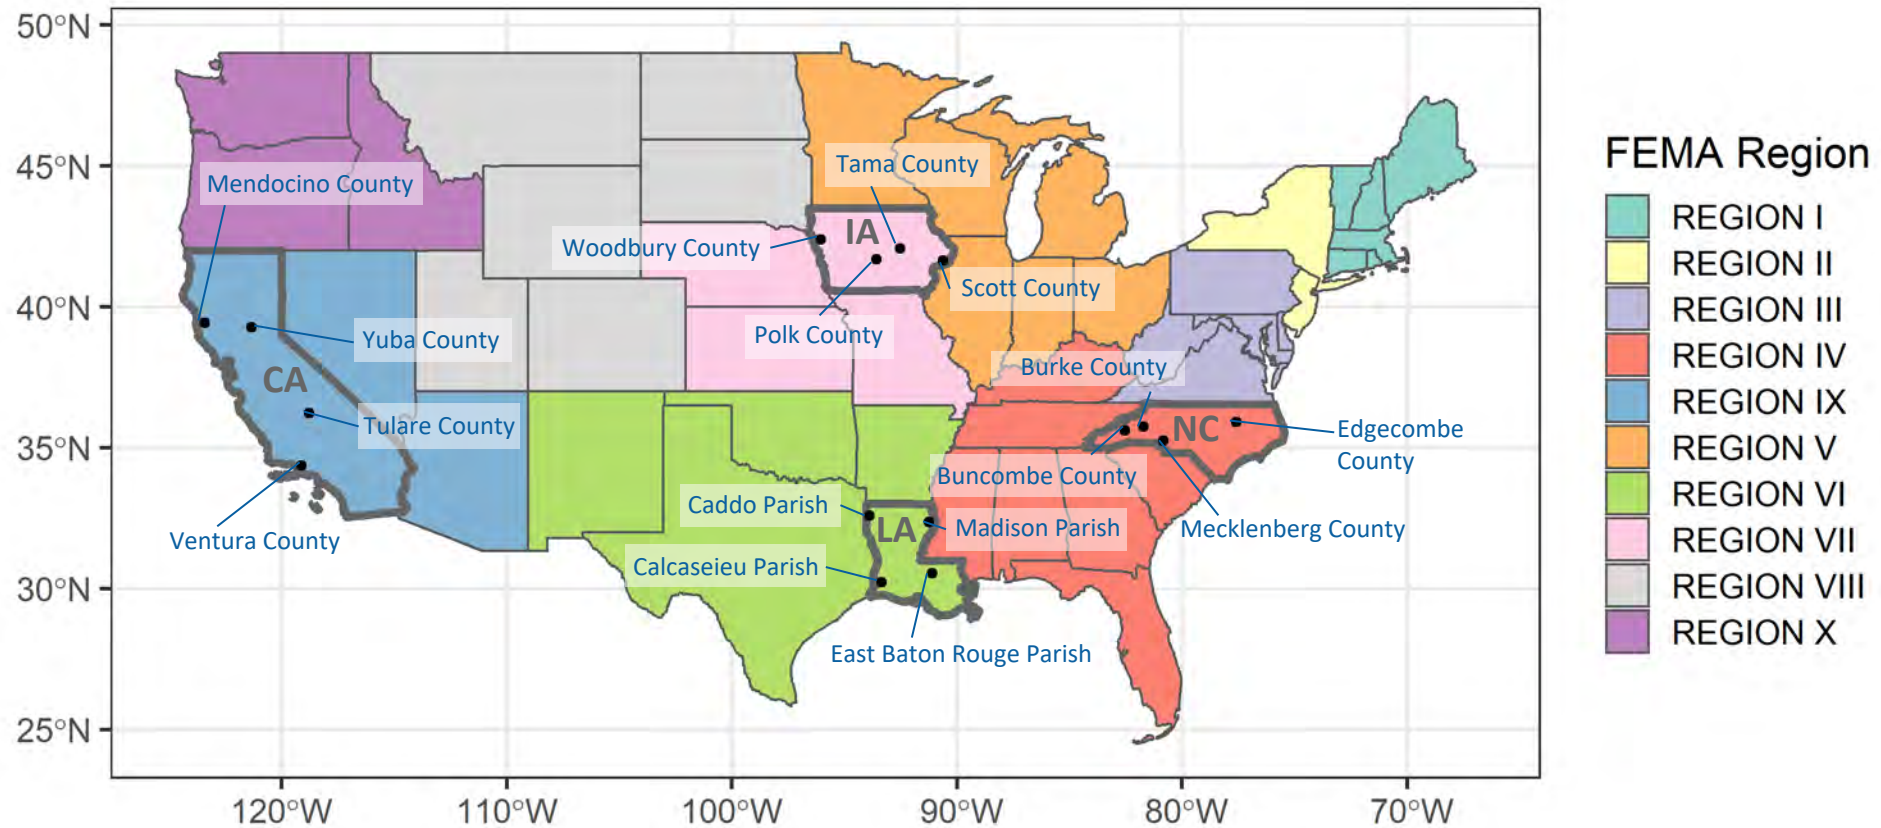 50°N
45°N
40°N
35°N
30°N
25°N
120°W
110°W
100°W
90°W
80°W
70°W
Mendocino County
Yuba County
CA
Tulare County
Ventura County
Tama County
Woodbury County
IA
Scott County
Polk County
Burke County
NC
Edgecombe
County
Buncombe County
Mecklenberg County
Caddo Parish
LA
Madison Parish
Calcaseieu Parish
East Baton Rouge Parish
FEMA Region
REGION I
REGION II
REGION III
REGION IV
REGION IX
REGION V
REGION VI
REGION VII
REGION VIII
REGION X